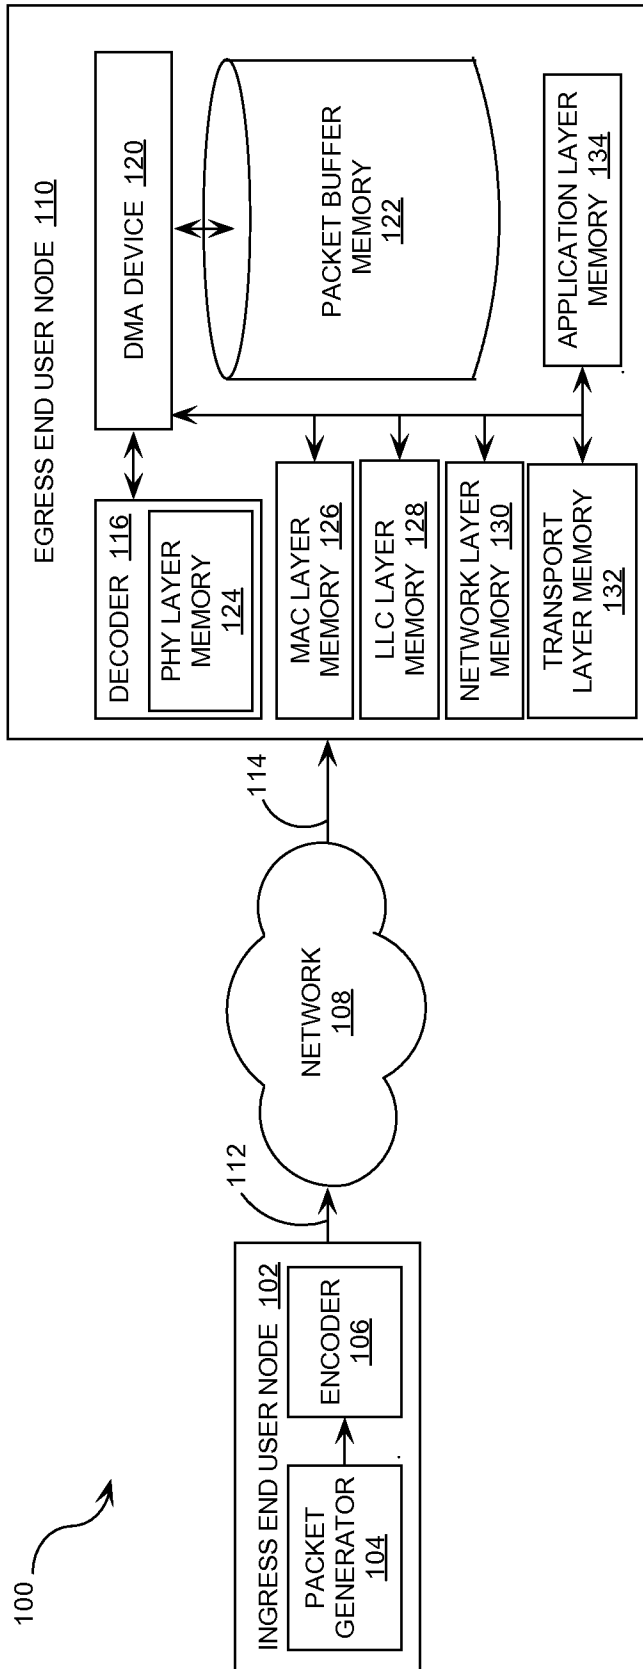 100
INGRESS END USER NODE 102
PACKET
GENERATOR
104
ENCODER
106
112
NETWORK
108
114
EGRESS END USER NODE 110
DECODER 116
PHY LAYER
MEMORY
124
DMA DEVICE 120
PACKET BUFFER
MEMORY
122
MAC LAYER
MEMORY 126
LLC LAYER
MEMORY 128
NETWORK LAYER
MEMORY 130
TRANSPORT
LAYER MEMORY
132
APPLICATION LAYER
MEMORY 134